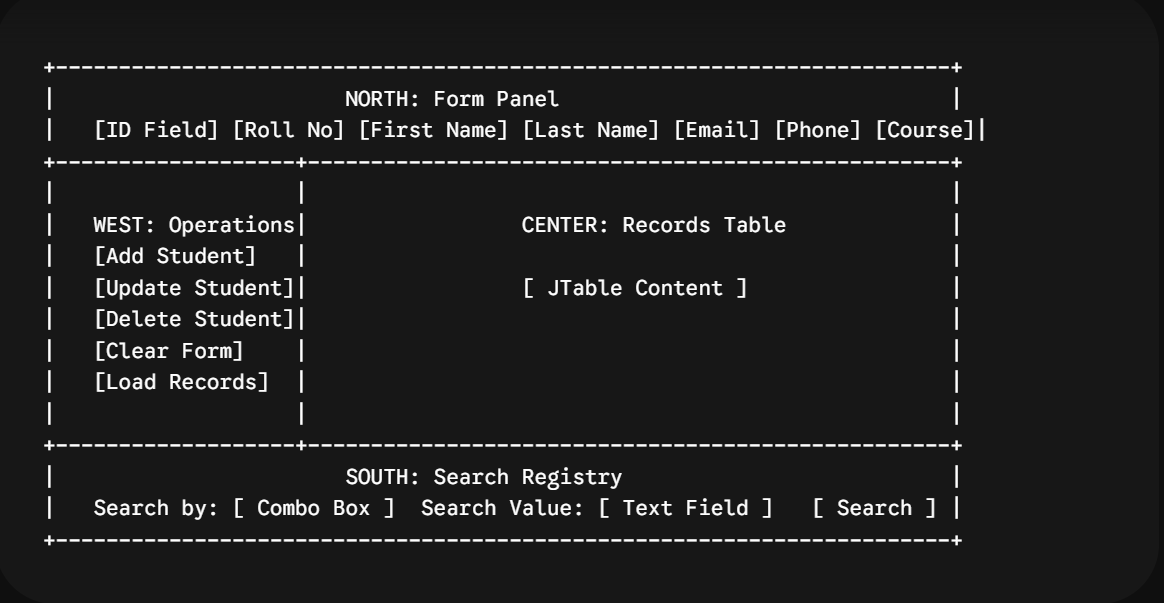 +-----------------------------------------------------------------------+
|                       NORTH: Form Panel                               |
|   [ID Field] [Roll No] [First Name] [Last Name] [Email] [Phone] [Course]|
+-------------------+---------------------------------------------------+
|                   |                                                   |
|   WEST: Operations|                 CENTER: Records Table             |
|   [Add Student]   |                                                   |
|   [Update Student]|                 [ JTable Content ]                |
|   [Delete Student]|                                                   |
|   [Clear Form]    |                                                   |
|   [Load Records]  |                                                   |
|                   |                                                   |
+-------------------+---------------------------------------------------+
|                       SOUTH: Search Registry                          |
|   Search by: [ Combo Box ]  Search Value: [ Text Field ]   [ Search ] |
+-----------------------------------------------------------------------+